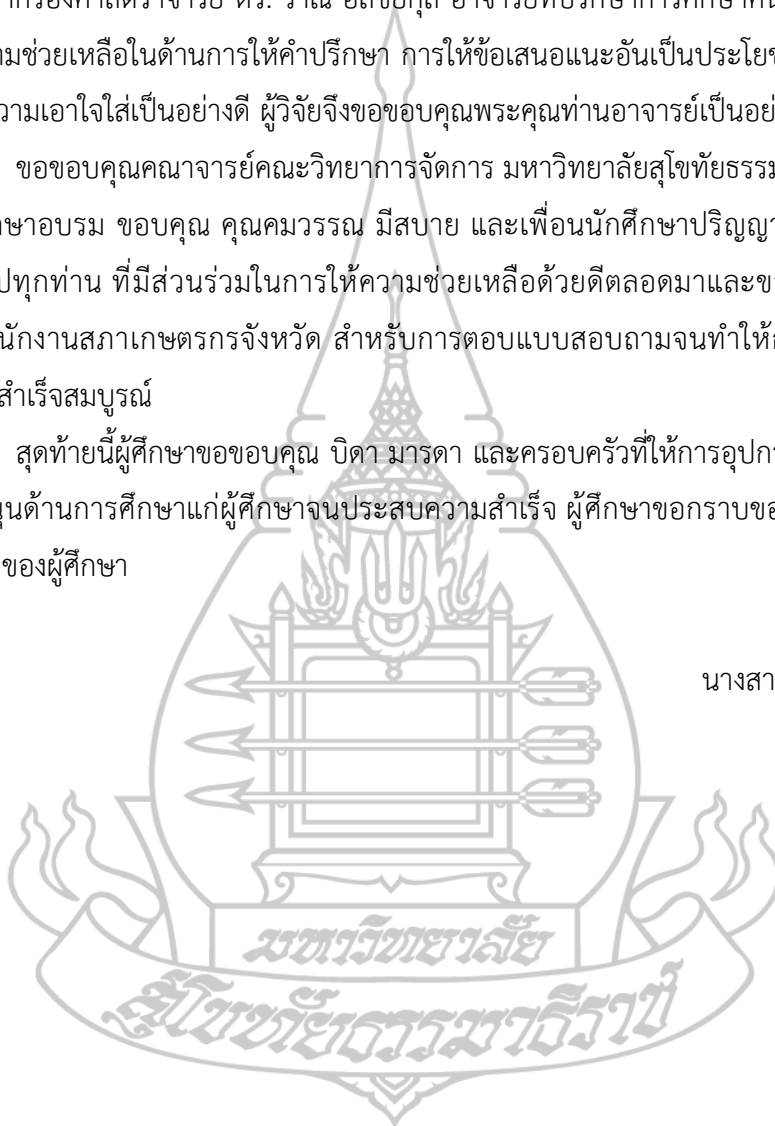 ดร. อาจารย์ที่ปรึกษาการศึกษา
ช่วยเหลือในด้านการให้คำปรึกษา การให้ข้อเสนอแนะอันเป็น
วามเอาใจใส่เป็นอย่างดี ผู้วิจัยจึงขอขอบคุณพระคุณท่านอาจารย์เป็นอย่
ขอขอบคุณคณาจารย์คณะวิทยาการจัดการ มหาวิทยาลัยสุโขทัยธรรม
ษาอบรม ขอบคุณ คุณคมวรรณ มีสบาย และเพื่อนนักศึกษาปริญญา
ปทุกท่าน ที่มีส่วนร่วมในการให้ความช่วยเหลือด้วยดีตลอดมาและข
นักงานสภาเกษตรกรจังหวัด สำหรับการตอบแบบสอบถามจนทำให้
สำเร็จสมบูรณ์
สุดท้ายนี้ผู้ศึกษาขอขอบคุณ บิดา มารดา และครอบครัวที่ให้การอุปกา
นุนด้านการศึกษาแก่ผู้ศึกษาจนประสบความสำเร็จ ผู้ศึกษาขอกราบขอ
ของผู้ศึกษา
นางสา
มหาวิทยาลัย
สุโขทัยธรรมาธิราช